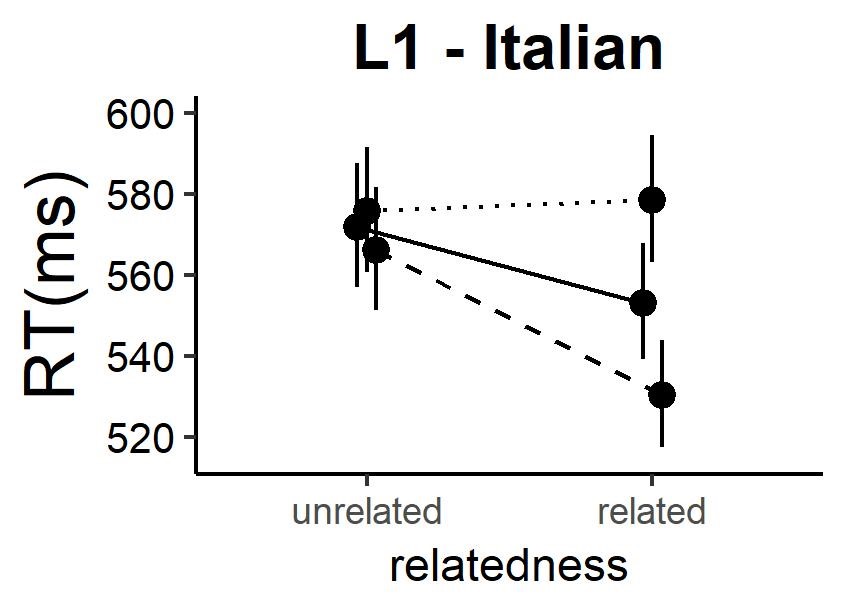 L1 - Italian
RT(ms)
600
580
560
540
520
unrelated related
relatedness